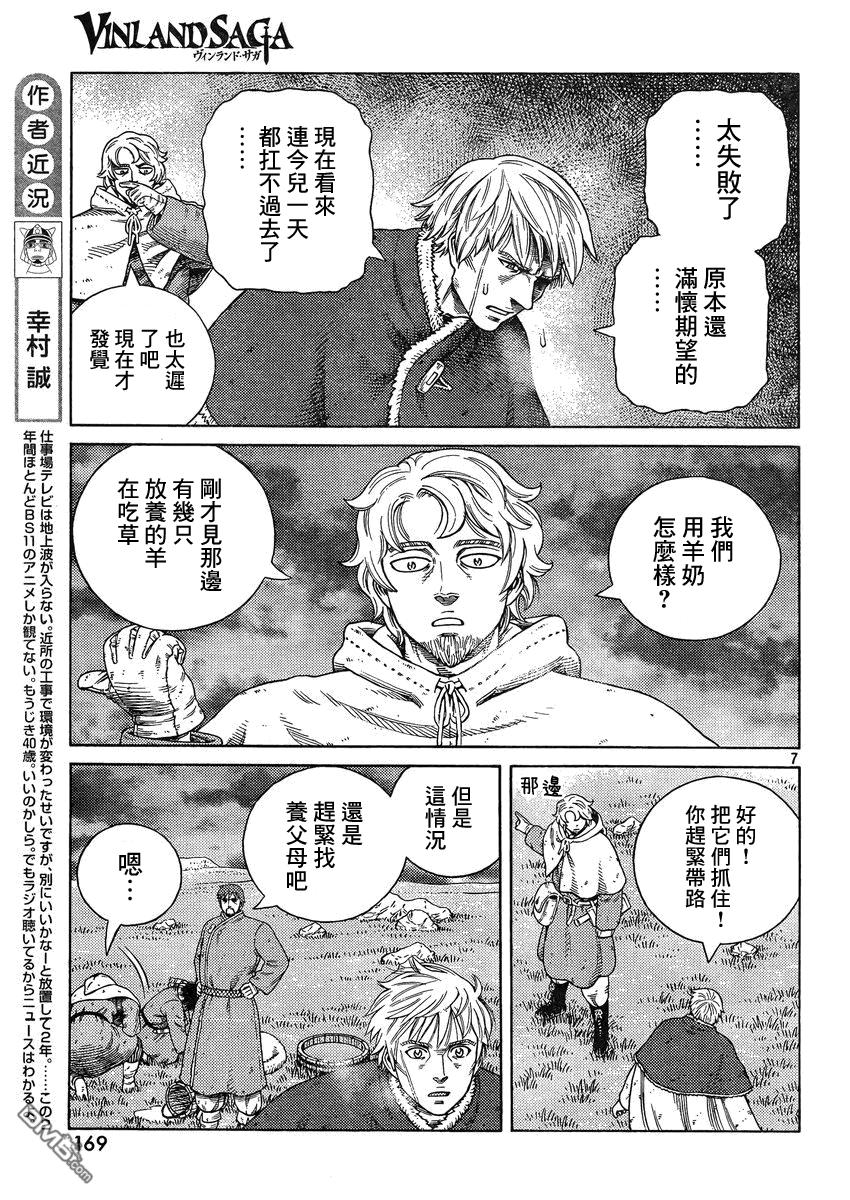 VINLAND SAGA
ヴィンランド・サガ
太失敗了
……
原本還
滿懷期望的
……
現在看來
連今兒一天
都扛不過去了
……
也太遲
了吧
現在才
發覺
我們
用羊奶
怎麼樣?
剛才見那邊
有幾只
放養的羊
在吃草
7
好的!
把它們抓住!
你趕緊帶路
那邊
但是
這情況
還是
趕緊找
養父母吧
嗯…
作者近況
幸村誠
仕事場テレビは地上波が入らない。近所の工事で環境が変わったせいですが、別にいいかなーと放置して2年。……この2
年間ほとんどBS11のアニメしか観てない。もうじき40歳。いいのかしら。でもラジオ聴いてるからニュースはわかるよ
169